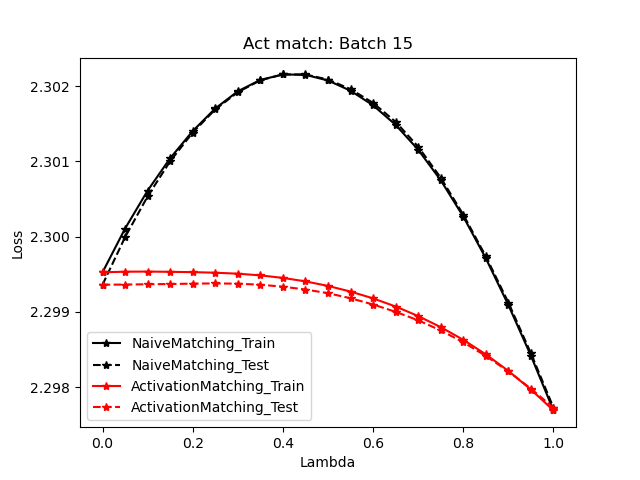 Act match: Batch 15
Loss
2.302
2.301
2.300
2.299
2.298
NaiveMatching_Train
NaiveMatching_Test
ActivationMatching_Train
ActivationMatching_Test
0.0 0.2 0.4 0.6 0.8 1.0
Lambda